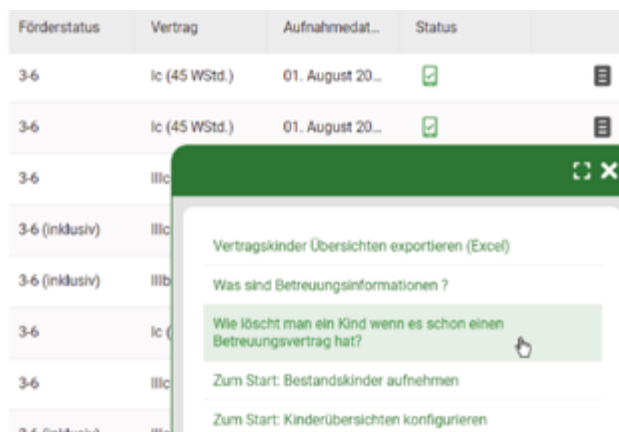 Förderstatus Vertrag Aufnahmedat... Status
3-6 Ic (45 WStd.) 01. August 20...
3-6 Ic (45 WStd.) 01. August 20...
3-6 IIIc
3-6 (inklusiv) IIIc
Vertragskinder Übersichten exportieren (Excel)
3-6 (inklusiv) IIIb
Was sind Betreuungsinformationen ?
3-6 Ic (
Wie löscht man ein Kind wenn es schon einen
Betreuungsvertrag hat?
3-6 IIIc
Zum Start: Bestandskinder aufnehmen
Zum Start: Kinderübersichten konfigurieren